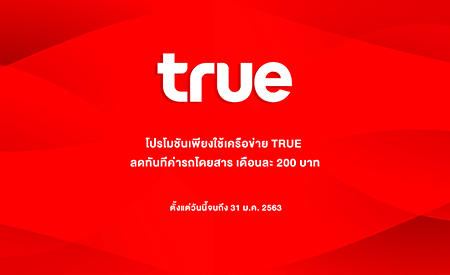 true
โปรโมชันเพียงใช้เครือข่าย TRUE
ลดทันทีค่ารถโดยสาร เดือนละ 200 บาท
ตั้งแต่วันนี้จนถึง 31 ม.ค. 2563